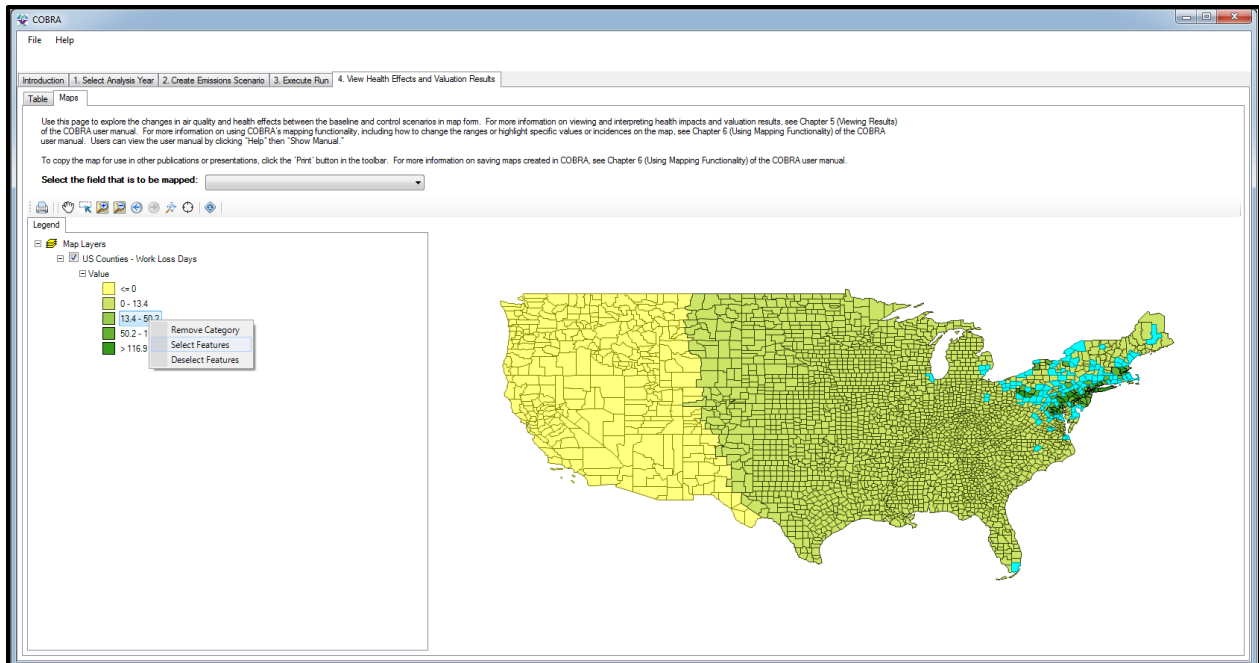 COBRA
File Help
Introduction 1. Select Analysis Year 2. Create Emissions Scenario 3. Execute Run 4. View Health Effects and Valuation Results
Table Maps
Use this page to explore the changes in air quality and health effects between the baseline and control scenarios in map form. For more information on viewing and interpreting health impacts and valuation results, see Chapter 5 (Viewing Results)
of the COBRA user manual. For more information on using COBRA's mapping functionality, including how to change the ranges or highlight specific values or incidences on the map, see Chapter 6 (Using Mapping Functionality) of the COBRA
user manual. Users can view the user manual by clicking "Help" then "Show Manual."
To copy the map for use in other publications or presentations, click the `Print` button in the toolbar. For more information on saving maps created in COBRA, see Chapter 6 (Using Mapping Functionality) of the COBRA user manual.
Select the field that is to be mapped:
Legend
Map Layers
US Counties - Work Loss Days
Value
<= 0
0 - 13.4
13.4 - 50.2
Remove Category
50.2 - 1
Select Features
> 116.9
Deselect Features